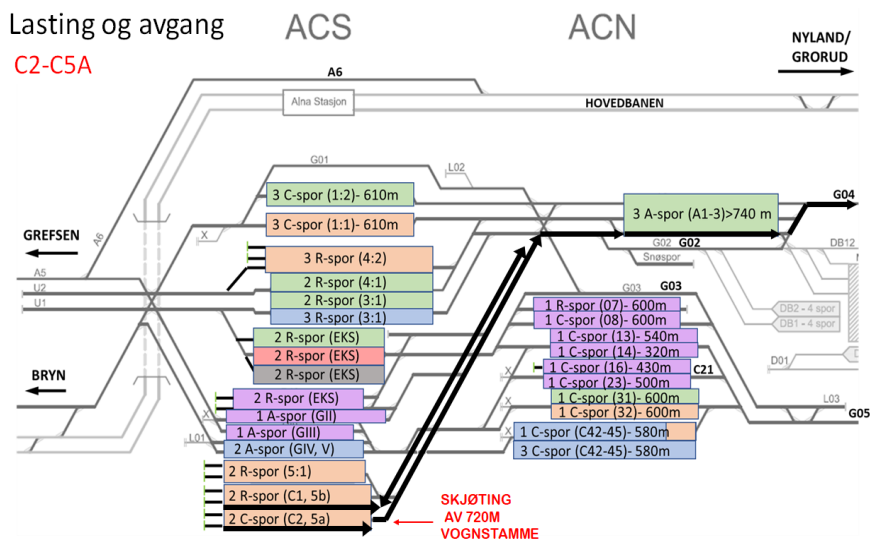 Lasting og avgang
C2-C5A
ACS
ACN
NYLAND/
GRORUD
A6
Alna Stasjon
HOVEDBANEN
G01
L02
3 C-spor (1:2)- 610m
3 A-spor (A1-3)>740 m
G04
3 C-spor (1:1)- 610m
X
A6
GREFSEN
G02
G02
DB12
Snøspor
3 R-spor (4:2)
A5
2 R-spor (4:1)
U2
2 R-spor (3:1)
U1
3 R-spor (3:1)
G03
G03
1 R-spor (07)- 600m
DB2 - 4 spor
1 C-spor (08)- 600m
DB1 - 4 spor
2 R-spor (EKS)
1 C-spor (13)- 540m
2 R-spor (EKS)
1 C-spor (14)- 320m
D01
2 R-spor (EKS)
X
1 C-spor (16)- 430m
C21
1 C-spor (23)- 500m
BRYN
2 R-spor (EKS)
1 C-spor (31)- 600m
L03
X
1 A-spor (GII)
X
1 C-spor (32)- 600m
G05
1 A-spor (GIII)
1 C-spor (C42-45)- 580m
L01
2 A-spor (GIV, V)
X
3 C-spor (C42-45)- 580m
2 R-spor (5:1)
2 R-spor (C1, 5b)
2 C-spor (C2, 5a)
SKJØTING
AV 720M
VOGNSTAMME